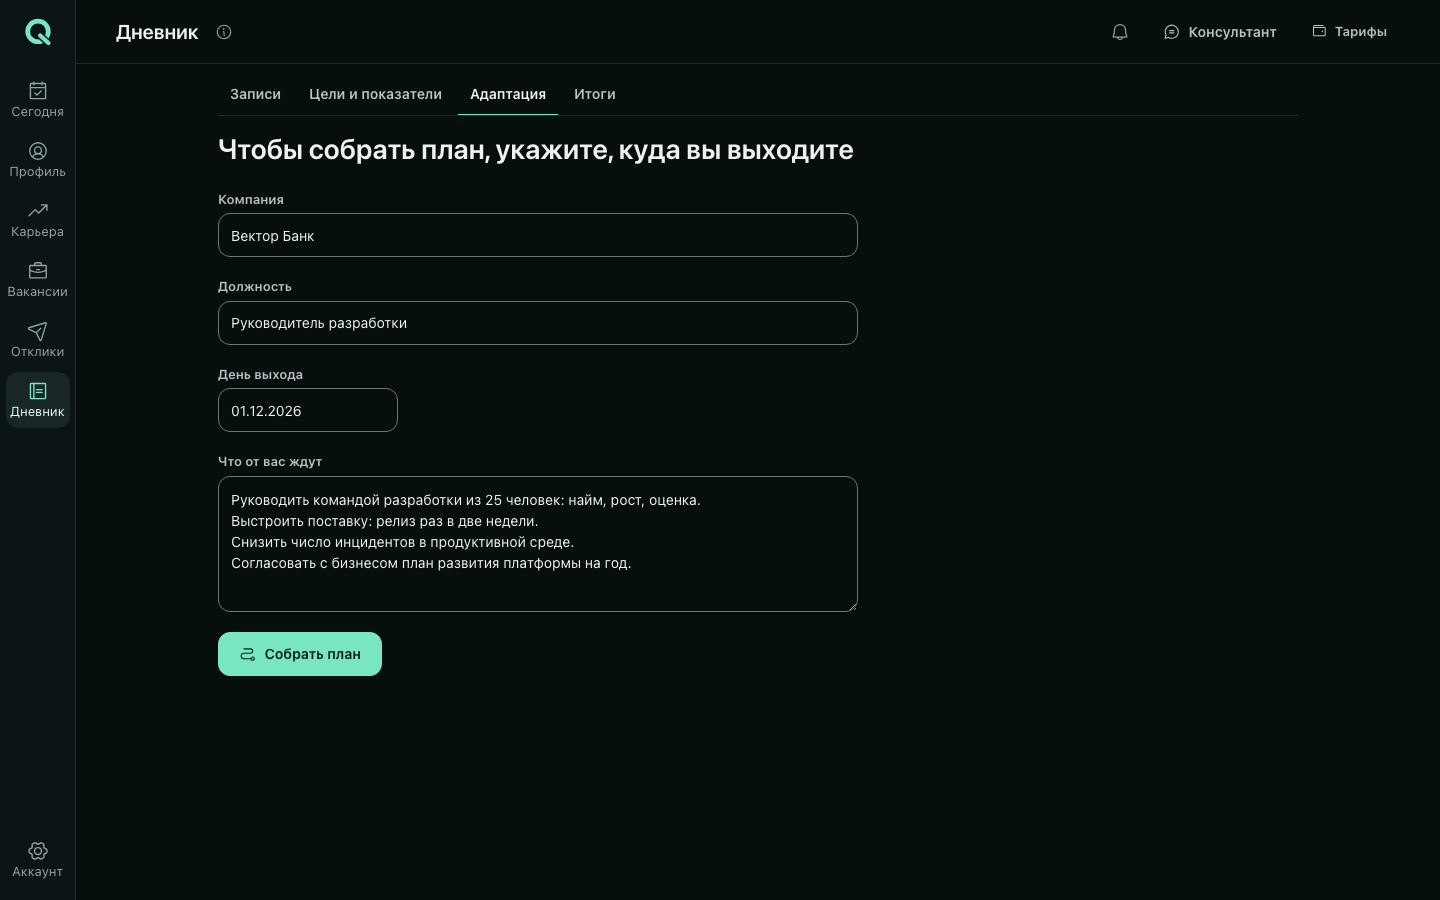 Дневник
Консультант
Тарифы
Сегодня
Профиль
Карьера
Вакансии
Отклики
Дневник
Аккаунт
Записи
Цели и показатели
Адаптация
Итоги
Чтобы собрать план, укажите, куда вы выходите
Компания
Вектор Банк
Должность
Руководитель разработки
День выхода
01.12.2026
Что от вас ждут
Руководить командой разработки из 25 человек: найм, рост, оценка.
Выстроить поставку: релиз раз в две недели.
Снизить число инцидентов в продуктивной среде.
Согласовать с бизнесом план развития платформы на год.
Собрать план